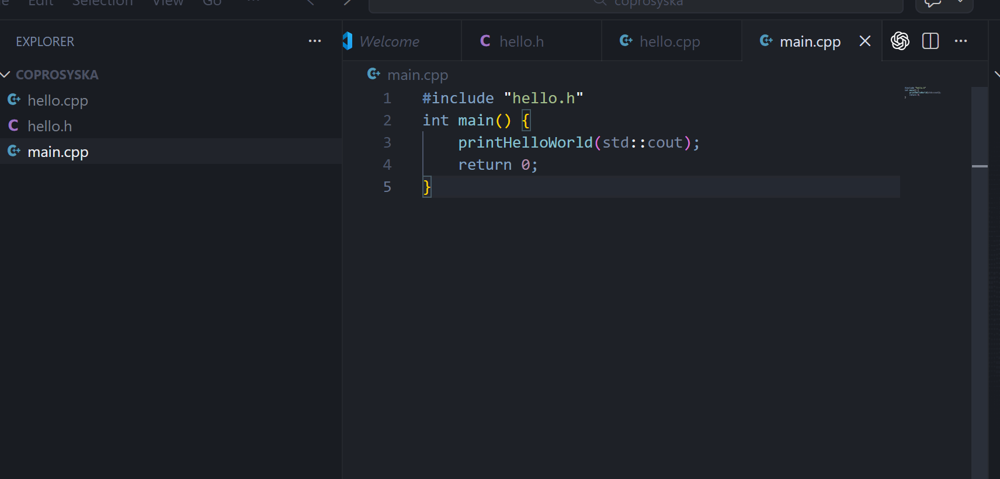 Edit Selection View Go ...
coprosyska
EXPLORER ...
Welcome
hello.h
hello.cpp
main.cpp
COPROSYSKA
hello.cpp
hello.h
main.cpp
main.cpp
1 #include "hello.h"
2 int main() {
3 printHelloWorld(std::cout);
4 return 0;
5 }